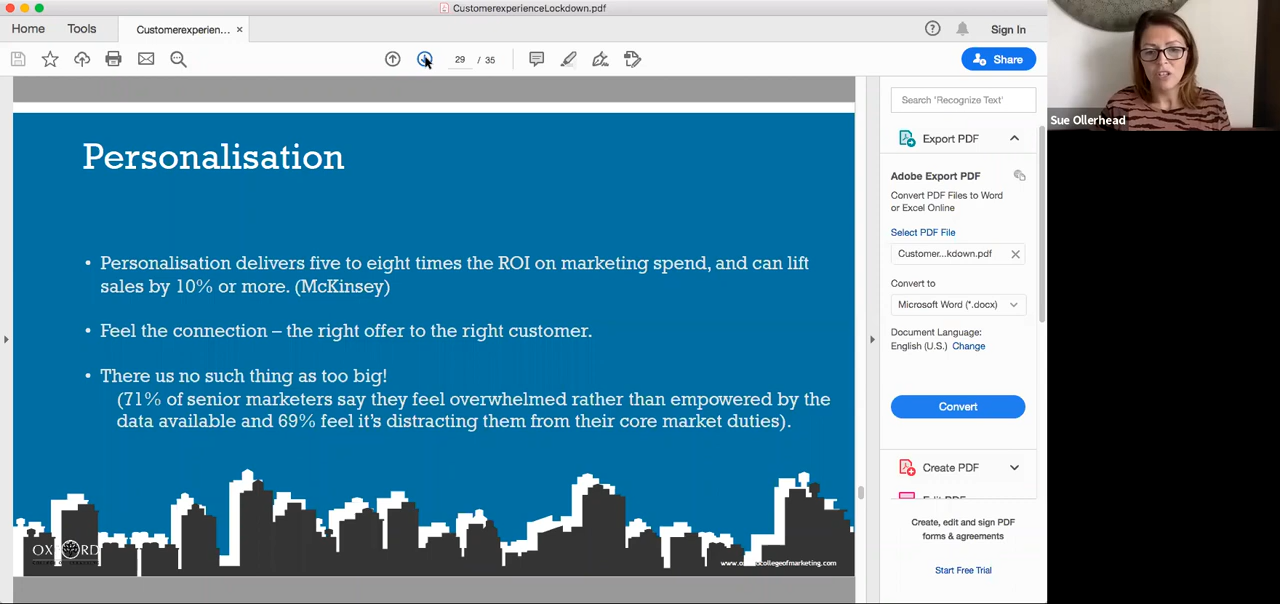 CustomerexperienceLockdown.pdf
Home
Tools
Customerexperien...
Sign In
29 / 35
Share
Sue Ollerhead
Search 'Recognize Text'
Export PDF
Personalisation
• Personalisation delivers five to eight times the ROI on marketing spend, and can lift
sales by 10% or more. (McKinsey)
• Feel the connection – the right offer to the right customer.
• There us no such thing as too big!
(71% of senior marketers say they feel overwhelmed rather than empowered by the
data available and 69% feel it's distracting them from their core market duties).
OXFORD
Adobe Export PDF
Convert PDF Files to Word
or Excel Online
Select PDF File
Customer...kdown.pdf
Convert to
Microsoft Word (*.docx)
Document Language:
English (U.S.) Change
Convert
Create PDF
Edit PDF
Create, edit and sign PDF
forms & agreements
Start Free Trial